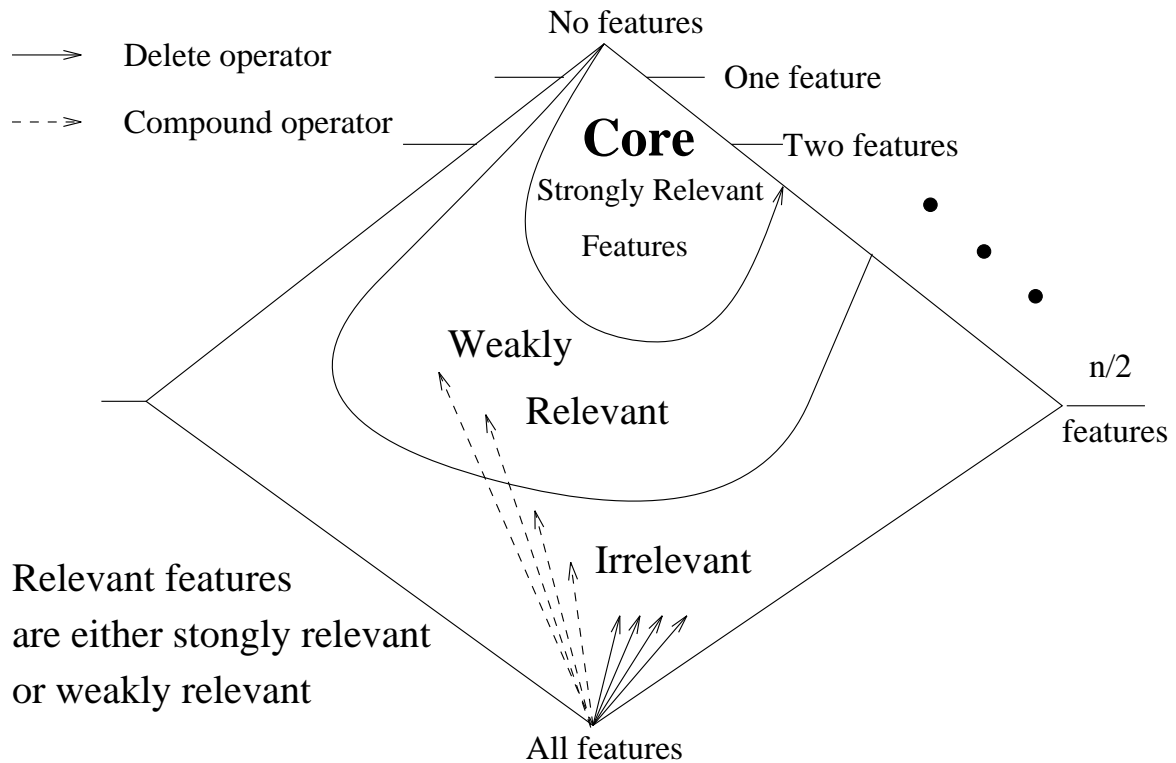 No features
Delete operator
One feature
Compound operator
Core
Two features
Strongly Relevant
Features
Weakly
n/2
Relevant
features
Irrelevant
Relevant features
are either stongly relevant
or weakly relevant
All features